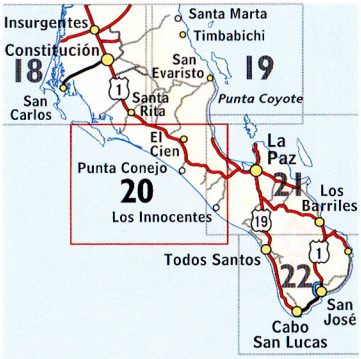 Santa Marta
Insurgentes
Timbabichi
Constitución
San
Evaristo
18
19
1
San
Carlos
Santa
Rita
Punta Coyote
El
Cien
La
Paz
Punta Conejo
20
21
Los
Barriles
Los Innocentes
19
1
Todos Santos
22
San
José
Cabo
San Lucas